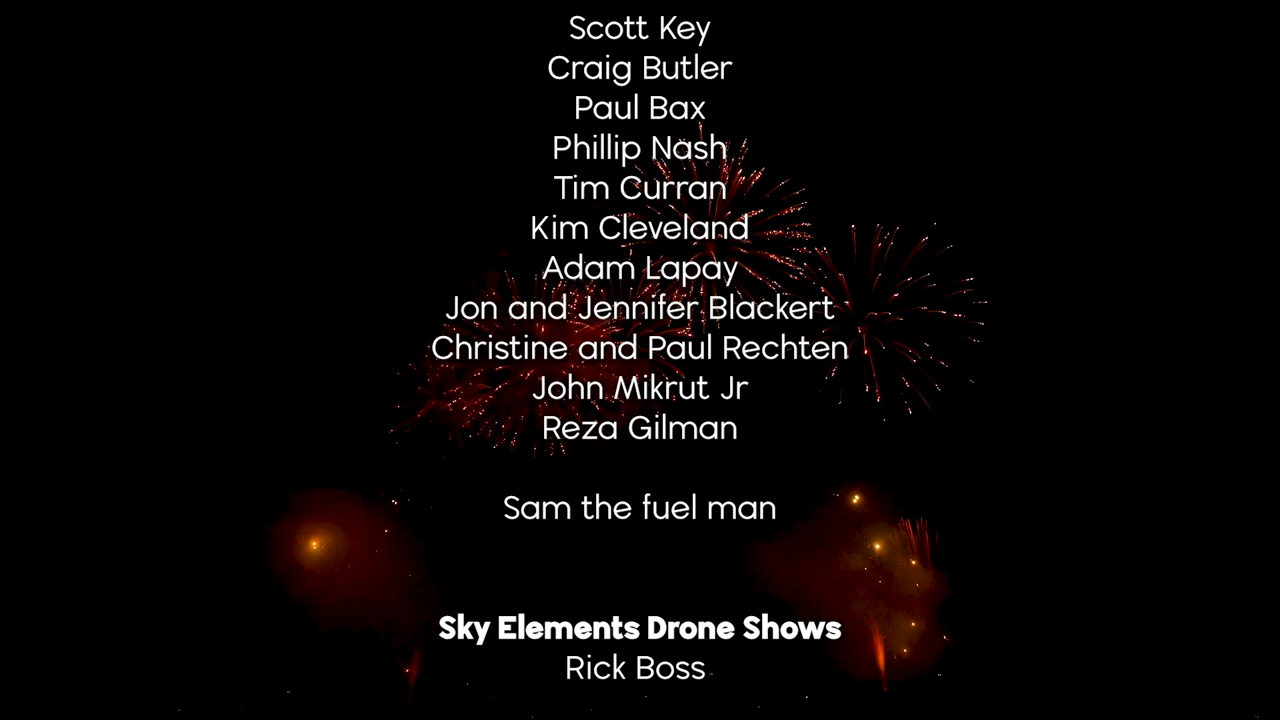 Scott Key
Craig Butler
Paul Bax
Phillip Nash
Tim Curran
Kim Cleveland
Adam Lapay
Jon and Jennifer Blackert
Christine and Paul Rechten
John Mikrut Jr
Reza Gilman
Sam the fuel man
Sky Elements Drone Shows
Rick Boss